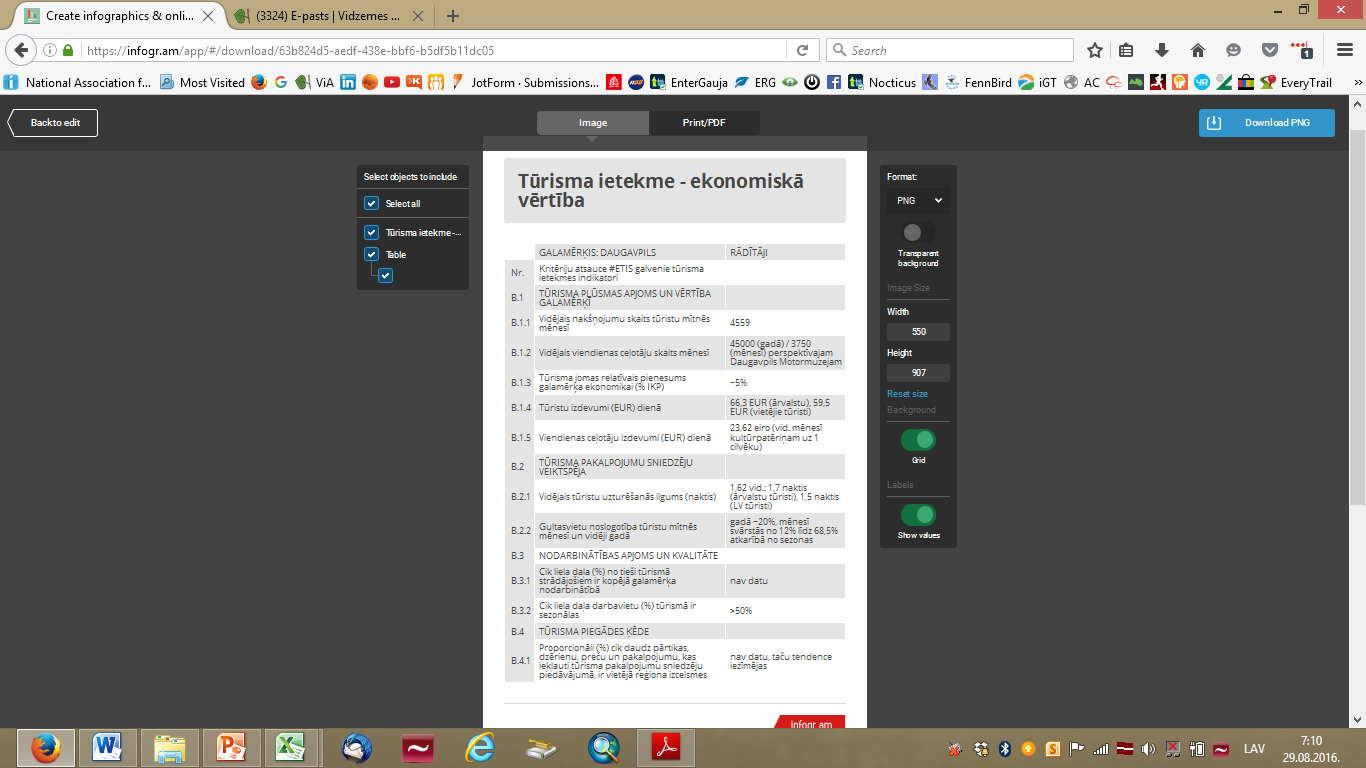 Create infographics & onli...
(3324) E-pasts | Vidzemes ...
https://infogr.am/app/#/download/63b824d5-aedf-438e-bbf6-b5df5b11dc05
Search
1
National Association f...
Most Visited
ViA
JotForm · Submissions...
EnterGauja
ERG
Nocticus
FennBird
iGT
AC
EveryTrail
Backto edit
Image
Print/PDF
Download PNG
Select objects to include
Select all
Tūrisma ietekme -...
Table
Tūrisma ietekme - ekonomiskā
vērtība
GALAMĒRĶIS: DAUGAVPILS
RĀDĪTĀJI
Nr.
Kritēriju atsauce #ETIS galvenie tūrisma
ietekmes indikatori
B.1
TŪRISMA PLŪSMAS APJOMS UN VĒRTĪBA
GALAMĒRĶĪ
B.1.1
Vidējais nakšņojumu skaits tūristu mītnēs
mēnesī
4559
B.1.2
Vidējais viendienas ceļotāju skaits mēnesī
45000 (gadā) / 3750
(mēnesī) perspektīvajam
Daugavpils Motormuzejam
B.1.3
Tūrisma jomas relatīvais pienesums
galamērķa ekonomikai (% IKP)
~5%
B.1.4
Tūristu izdevumi (EUR) dienā
66,3 EUR (ārvalstu), 59,5
EUR (vietējie tūristi)
B.1.5
Viendienas ceļotāju izdevumi (EUR) dienā
23,62 eiro (vid. mēnesī
kultūrpatēriņam uz 1
cilvēku)
B.2
TŪRISMA PAKALPOJUMU SNIEDZĒJU
VEIKTSPĒJA
B.2.1
Vidējais tūristu uzturēšanās ilgums (naktis)
1,62 vid.: 1,7 naktis
(ārvalstu tūristi), 1,5 naktis
(LV tūristi)
B.2.2
Gultasvietu noslogotība tūristu mītnēs
mēnesī un vidēji gadā
gadā ~20%, mēnesī
svārstās no 12% līdz 68,5%
atkarībā no sezonas
B.3
NODARBINĀTĪBAS APJOMS UN KVALITĀTE
B.3.1
Cik liela daļa (%) no tieši tūrismā
strādājošiem ir kopējā galamērķa
nodarbinātībā
nav datu
B.3.2
Cik liela daļa darbavietu (%) tūrismā ir
sezonālas
>50%
B.4
TŪRISMA PIEGĀDES ĶĒDE
B.4.1
Proporcionāli (%) cik daudz pārtikas,
dzērienu, preču un pakalpojumu, kas
iekļauti tūrisma pakalpojumu sniedzēju
piedāvājumā, ir vietējā reģiona izcelsmes
nav datu, taču tendence
iezīmējas
infogr.am
Format:
PNG
Transparent
background
Image Size
Width
550
Height
907
Reset size
Background
Grid
Labels
Show values
LAV
7:10
29.08.2016.